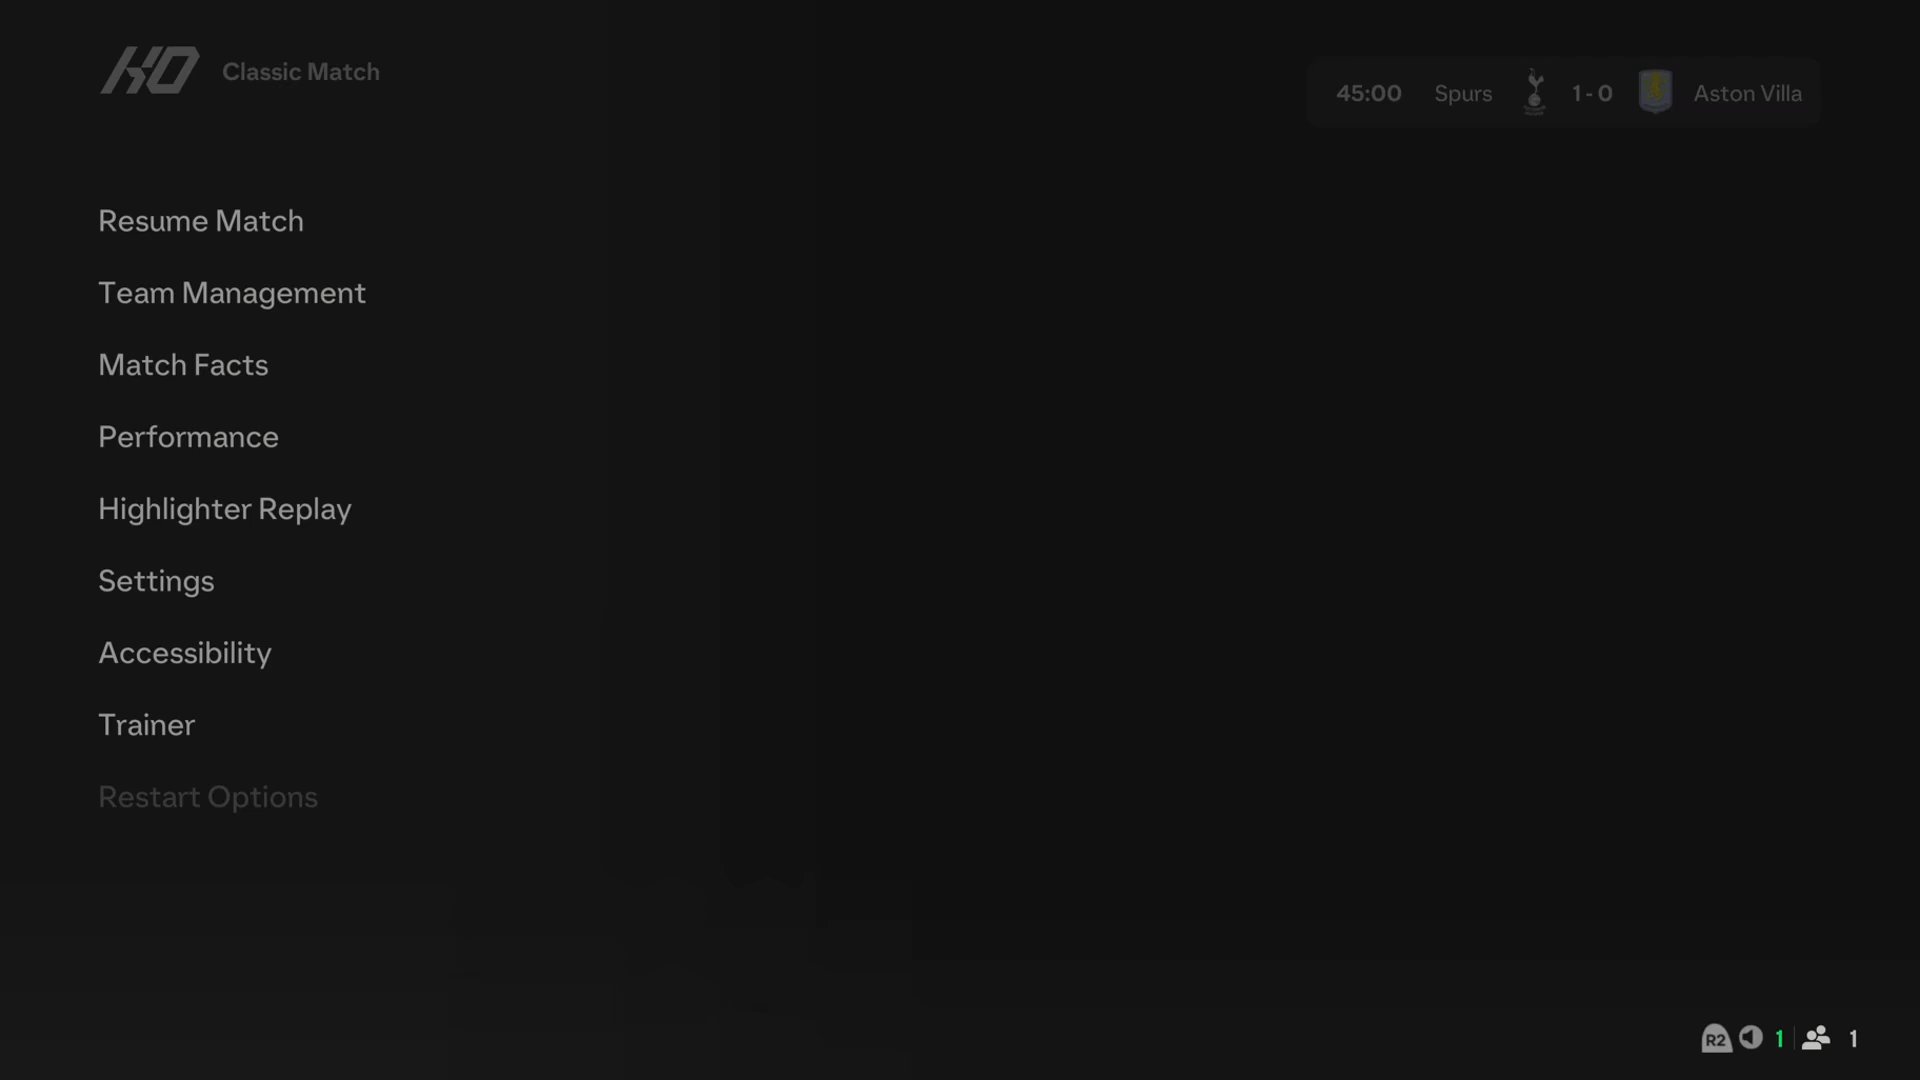 KO Classic Match
45:00 Spurs 1 - 0 Aston Villa
Resume Match
Team Management
Match Facts
Performance
Highlighter Replay
Settings
Accessibility
Trainer
Restart Options
R2 1 1